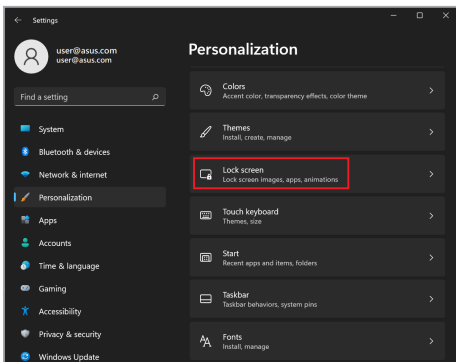 Settings
user@asus.com
user@asus.com
Find a setting
System
Bluetooth & devices
Network & internet
Personalization
Apps
Accounts
Time & language
Gaming
Accessibility
Privacy & security
Windows Update
Personalization
Colors
Accent color, transparency effects, color theme
Themes
Install, create, manage
Lock screen
Lock screen images, apps, animations
Touch keyboard
Themes, size
Start
Recent apps and items, folders
Taskbar
Taskbar behaviors, system pins
Fonts
Install, manage